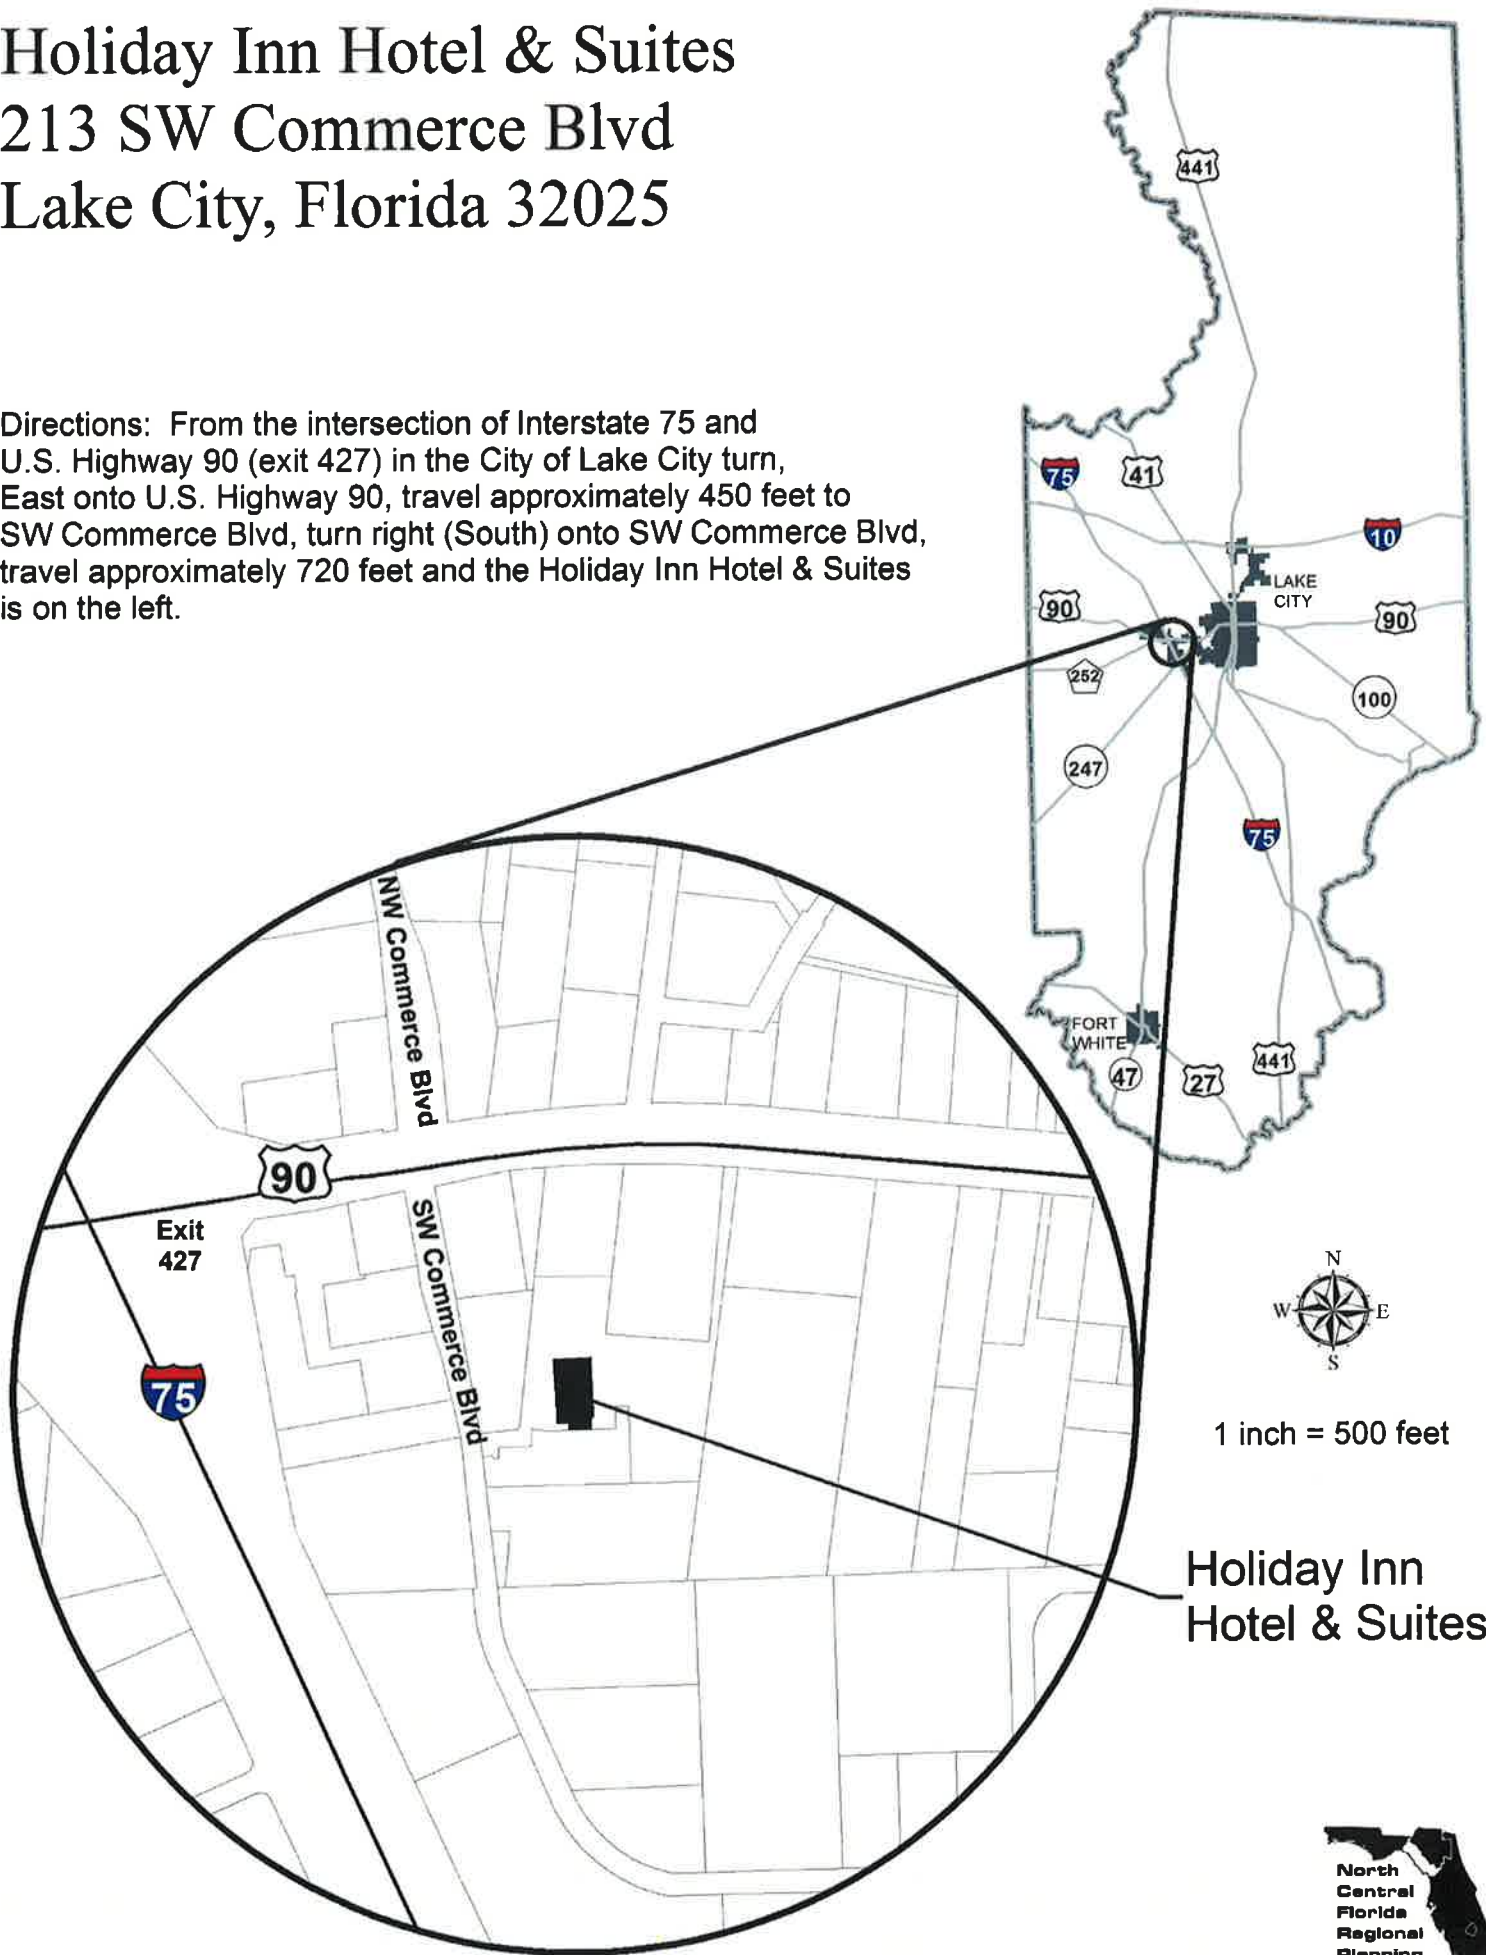 Holiday Inn Hotel & Suites
213 SW Commerce Blvd
Lake City, Florida 32025
Directions: From the intersection of Interstate 75 and
U.S. Highway 90 (exit 427) in the City of Lake City turn,
East onto U.S. Highway 90, travel approximately 450 feet to
SW Commerce Blvd, turn right (South) onto SW Commerce Blvd,
travel approximately 720 feet and the Holiday Inn Hotel & Suites
is on the left.
441
75
41
10
LAKE
CITY
90
90
252
100
247
75
FORT
WHITE
47
27
441
NW Commerce Blvd
90
Exit
427
SW Commerce Blvd
75
N
W
E
S
1 inch = 500 feet
Holiday Inn
Hotel & Suites
North
Central
Florida
Regional
Planning